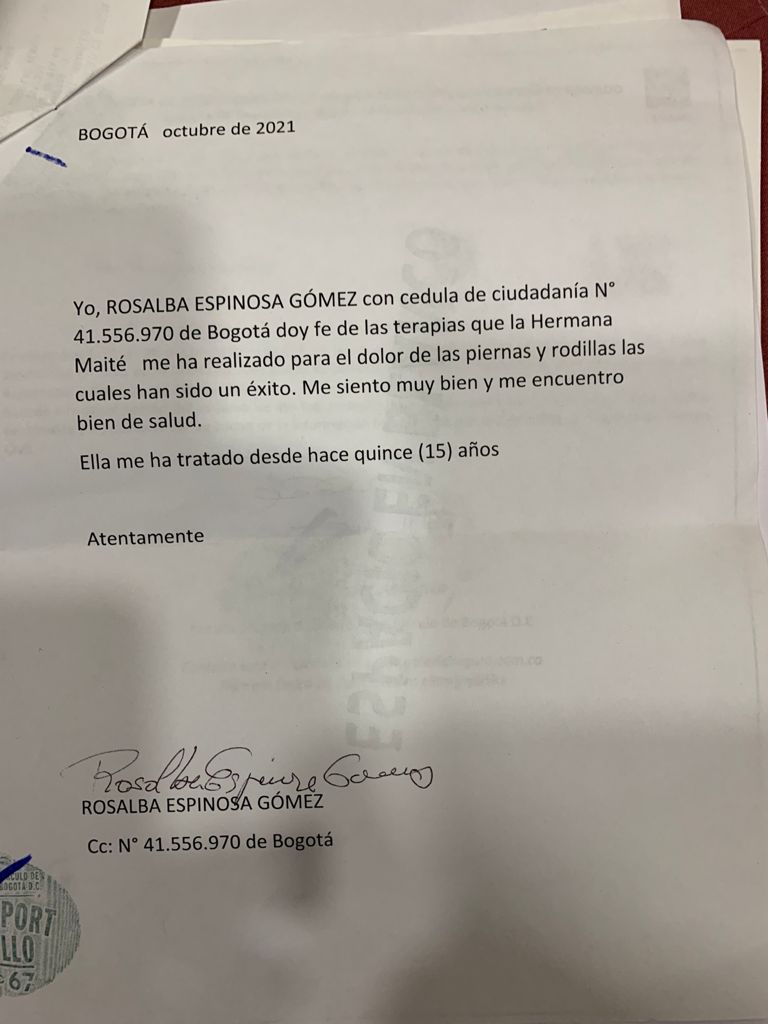 BOGOTÁ octubre de 2021
Yo, ROSALBA ESPINOSA GÓMEZ con cedula de ciudadanía N°
41.556.970 de Bogotá doy fe de las terapias que la Hermana
Maité me ha realizado para el dolor de las piernas y rodillas las
cuales han sido un éxito. Me siento muy bien y me encuentro
bien de salud.
Ella me ha tratado desde hace quince (15) años
Atentamente
Rosalba Espinosa Gómez
ROSALBA ESPINOSA GÓMEZ
Cc: N° 41.556.970 de Bogotá
CULO DE
BOGOTA D.C.
PORT
LLO
67